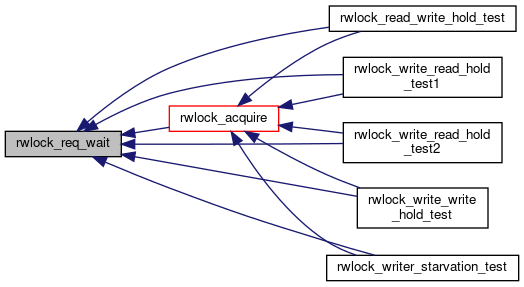 rwlock_read_write_hold_test
rwlock_write_read_hold
_test1
rwlock_acquire
rwlock_req_wait
rwlock_write_read_hold
_test2
rwlock_write_write
_hold_test
rwlock_writer_starvation_test